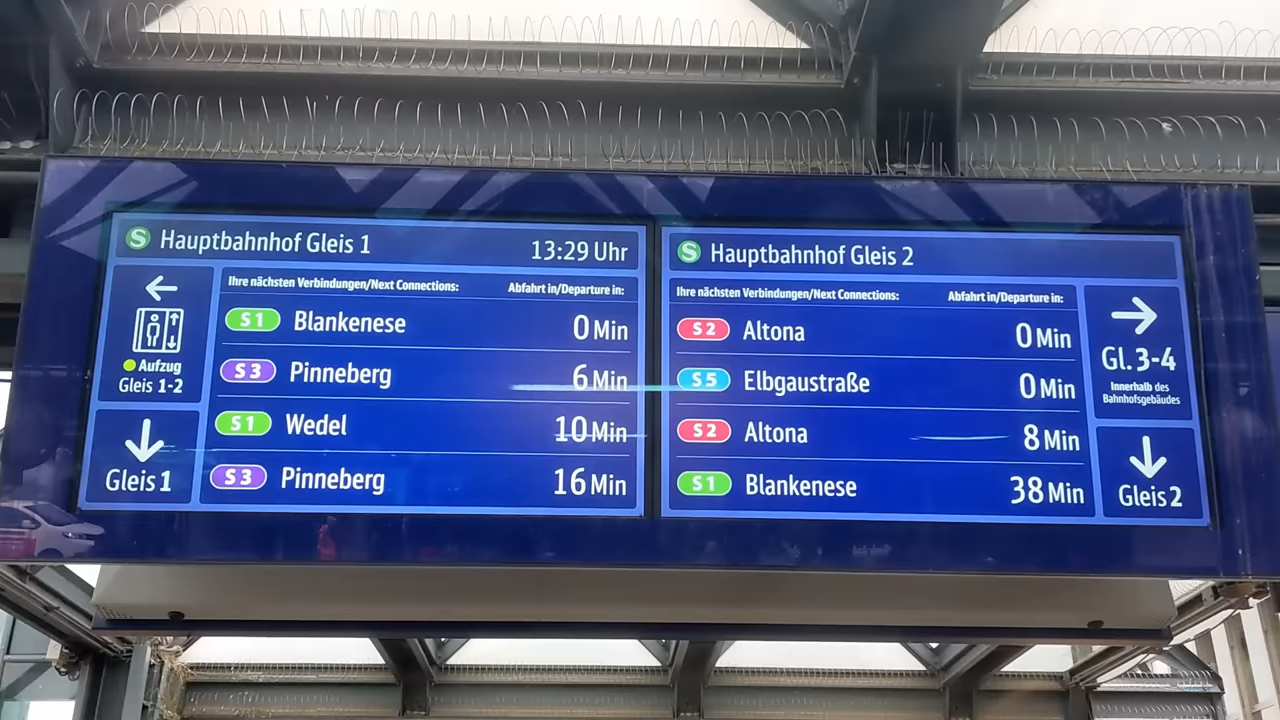 S Hauptbahnhof Gleis 1 13:29 Uhr
Ihre nächsten Verbindungen/Next Connections: Abfahrt in/Departure in:
S1 Blankenese 0 Min
S3 Pinneberg 6 Min
S1 Wedel 10 Min
S3 Pinneberg 16 Min
Aufzug
Gleis 1-2
Gleis 1
S Hauptbahnhof Gleis 2
Ihre nächsten Verbindungen/Next Connections: Abfahrt in/Departure in:
S2 Altona 0 Min
S5 Elbgaustraße 0 Min
S2 Altona 8 Min
S1 Blankenese 38 Min
Gl. 3-4
Innerhalb des
Bahnhofsgebäudes
Gleis 2